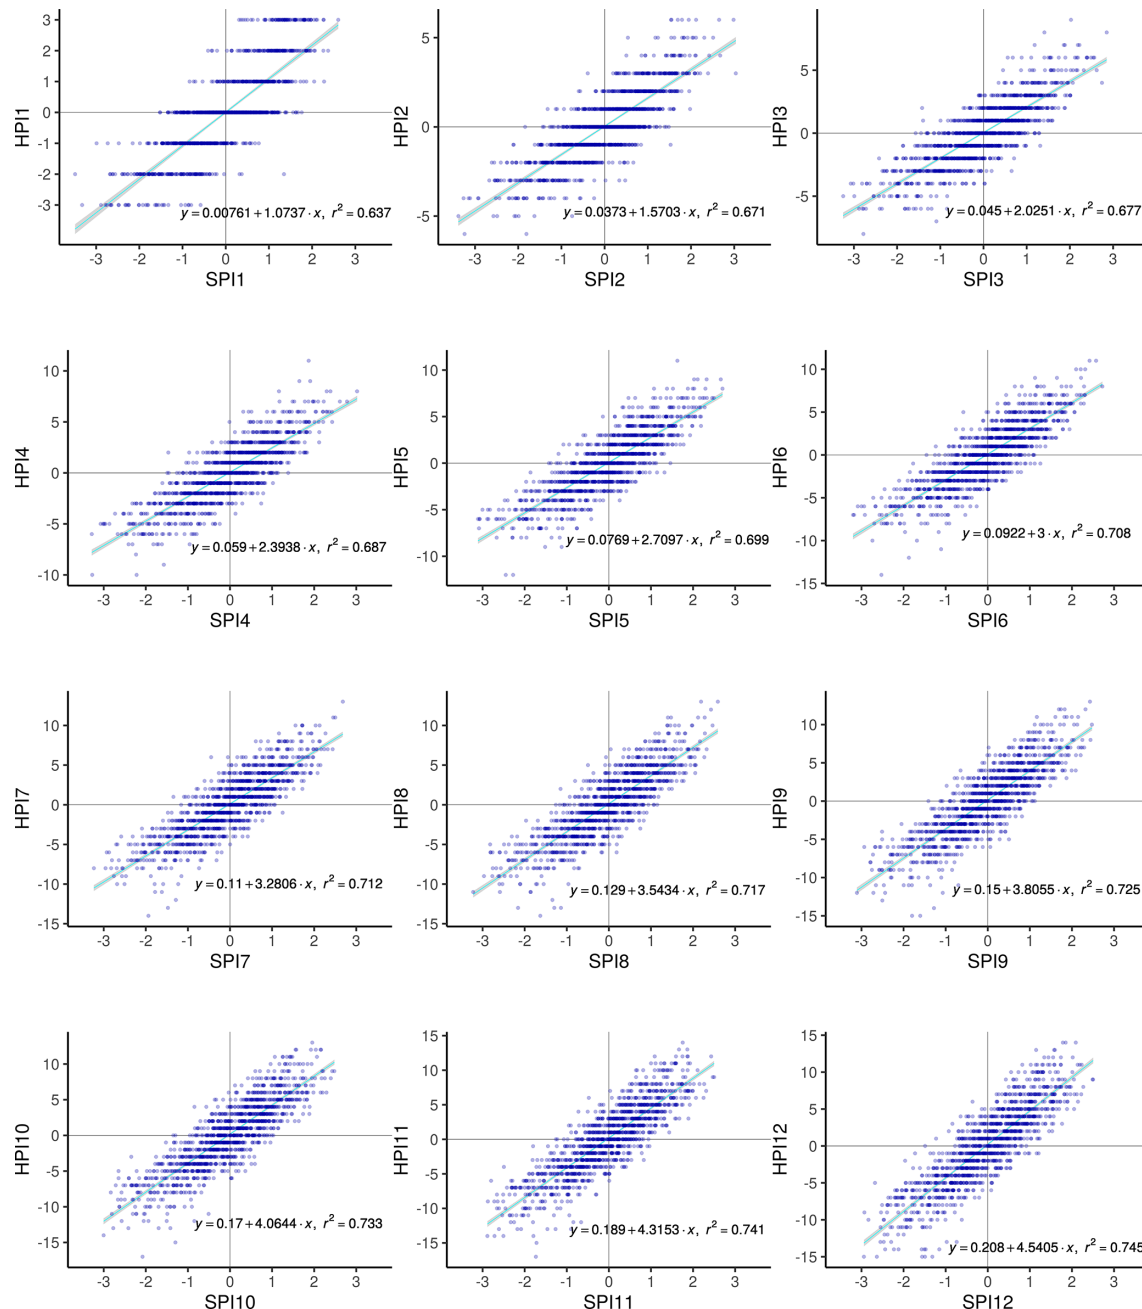 3
2
1
0
-1
-2
-3
HPI1
y = 0.00761 + 1.0737 · x, r² = 0.637
-3 -2 -1 0 1 2 3
SPI1
5
0
-5
HPI2
y = 0.0373 + 1.5703 · x, r² = 0.671
-3 -2 -1 0 1 2 3
SPI2
5
0
-5
HPI3
y = 0.045 + 2.0251 · x, r² = 0.677
-3 -2 -1 0 1 2 3
SPI3
10
5
0
-5
-10
HPI4
y = 0.059 + 2.3938 · x, r² = 0.687
-3 -2 -1 0 1 2 3
SPI4
10
5
0
-5
-10
HPI5
y = 0.0769 + 2.7097 · x, r² = 0.699
-3 -2 -1 0 1 2 3
SPI5
10
5
0
-5
-10
-15
HPI6
y = 0.0922 + 3 · x, r² = 0.708
-3 -2 -1 0 1 2 3
SPI6
10
5
0
-5
-10
-15
HPI7
y = 0.11 + 3.2806 · x, r² = 0.712
-3 -2 -1 0 1 2 3
SPI7
10
5
0
-5
-10
-15
HPI8
y = 0.129 + 3.5434 · x, r² = 0.717
-3 -2 -1 0 1 2 3
SPI8
10
5
0
-5
-10
-15
HPI9
y = 0.15 + 3.8055 · x, r² = 0.725
-3 -2 -1 0 1 2 3
SPI9
10
5
0
-5
-10
-15
HPI10
y = 0.17 + 4.0644 · x, r² = 0.733
-3 -2 -1 0 1 2 3
SPI10
15
10
5
0
-5
-10
-15
HPI11
y = 0.189 + 4.3153 · x, r² = 0.741
-3 -2 -1 0 1 2 3
SPI11
15
10
5
0
-5
-10
-15
HPI12
y = 0.208 + 4.5405 · x, r² = 0.745
-3 -2 -1 0 1 2 3
SPI12